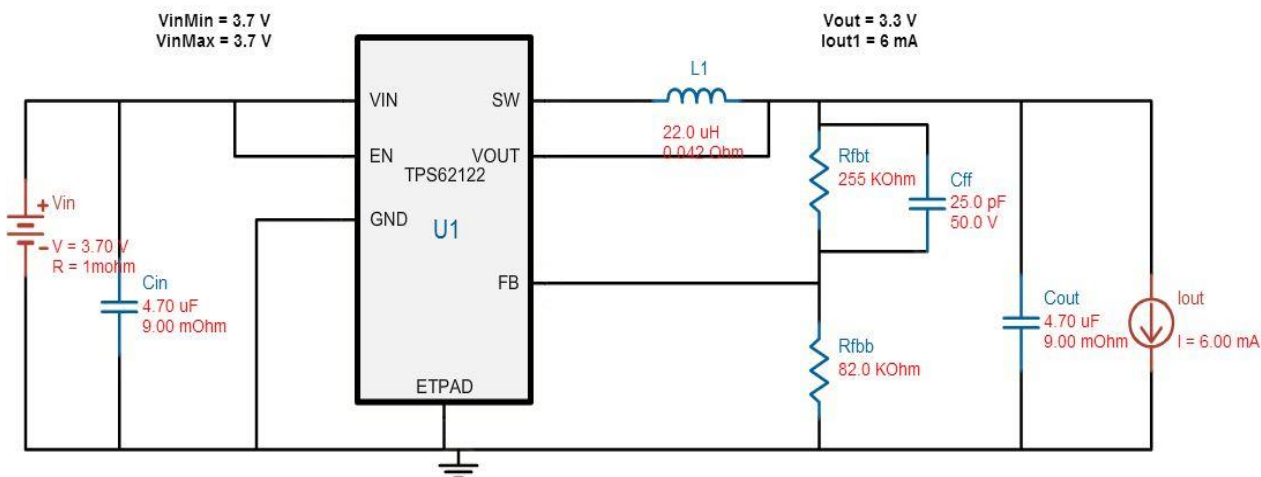 VinMin = 3.7 V
VinMax = 3.7 V
Vout = 3.3 V
Iout1 = 6 mA
L1
22.0 uH
0.042 Ohm
VIN
SW
EN
VOUT
TPS62122
GND
U1
FB
ETPAD
Vin
V = 3.70 V
R = 1mohm
Cin
4.70 uF
9.00 mOhm
Rfbt
255 KOhm
Cff
25.0 pF
50.0 V
Rfbb
82.0 KOhm
Cout
4.70 uF
9.00 mOhm
Iout
I = 6.00 mA